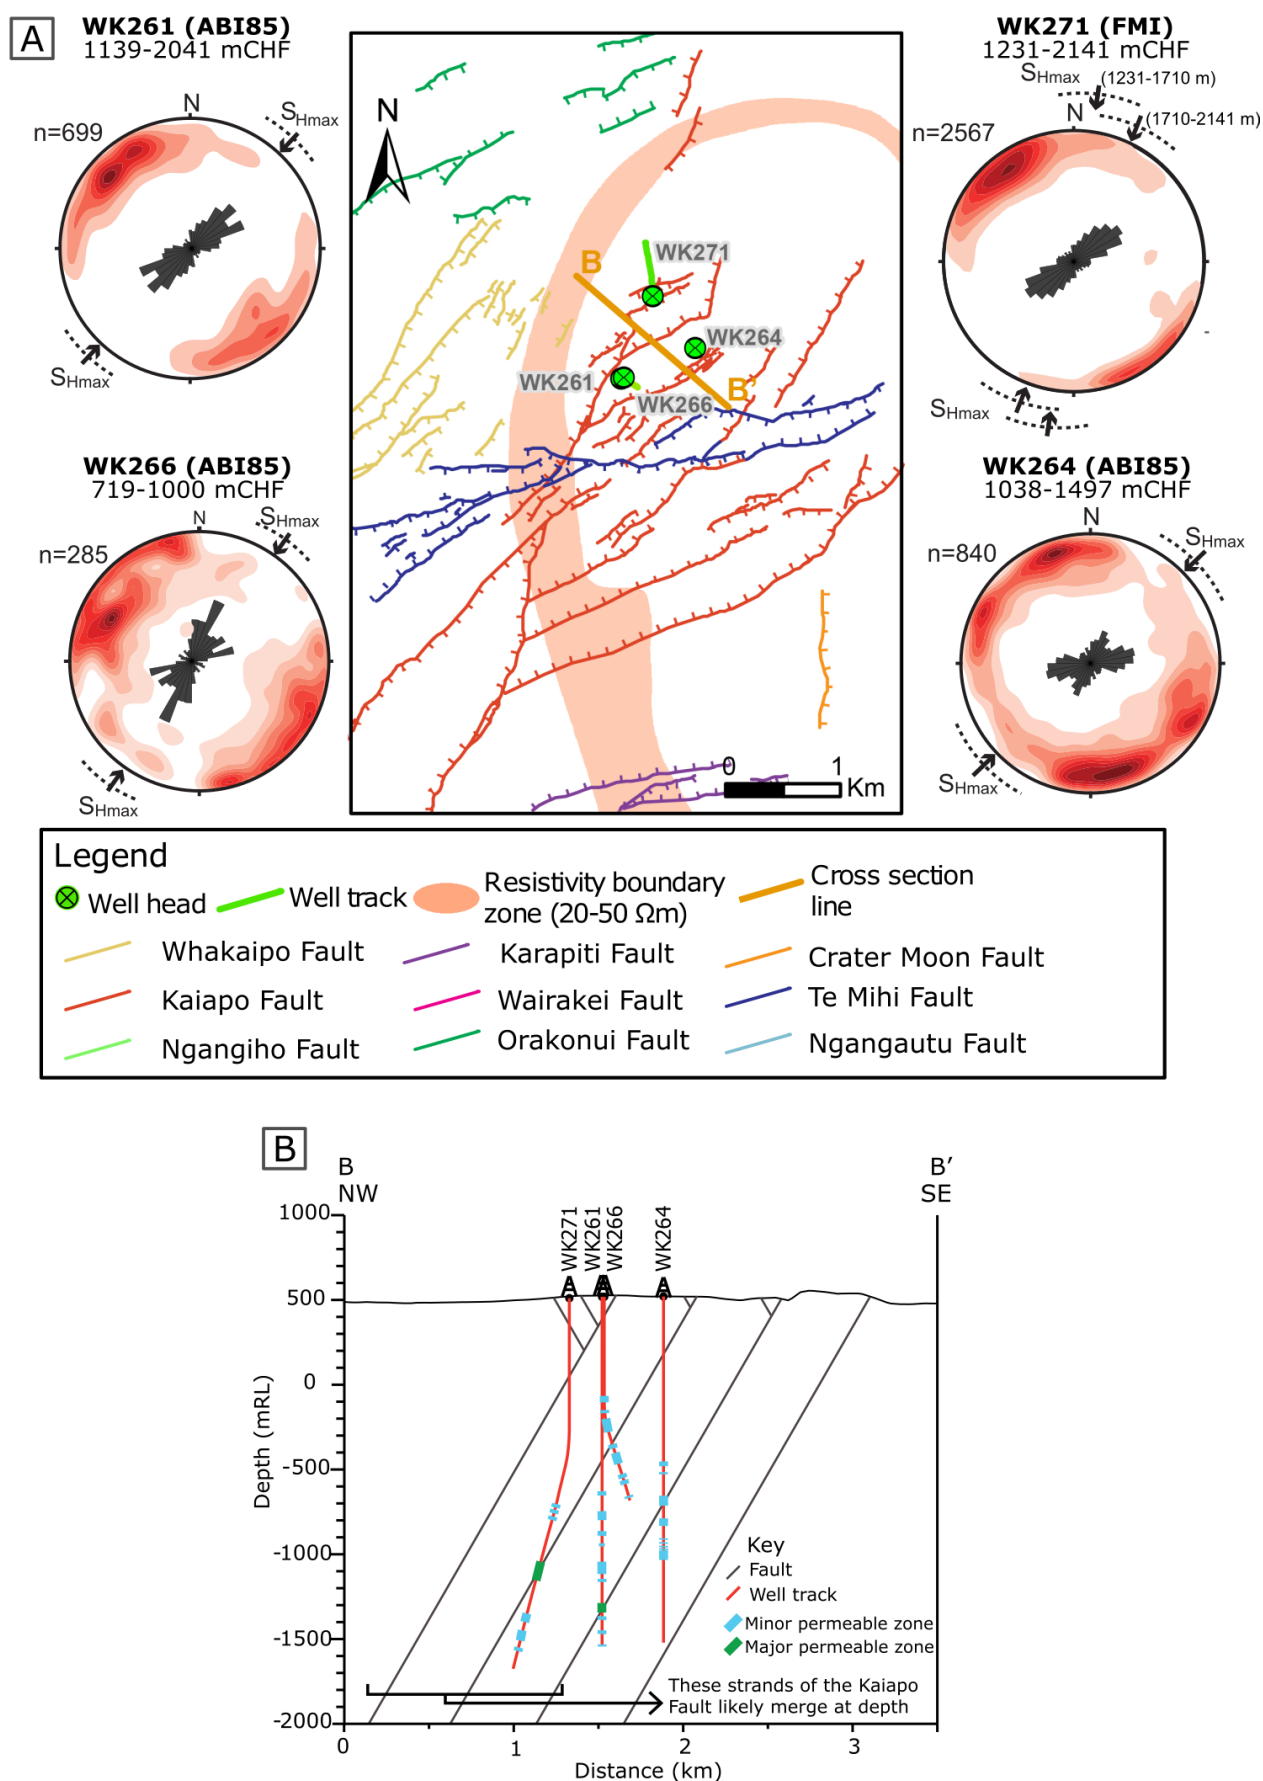 A
WK261 (ABI85)
1139-2041 mCHF
n=699
N
SHmax
SHmax
WK271 (FMI)
1231-2141 mCHF
SHmax
(1231-1710 m)
N
(1710-2141 m)
n=2567
SHmax
WK266 (ABI85)
719-1000 mCHF
N
SHmax
n=285
SHmax
WK264 (ABI85)
1038-1497 mCHF
N
SHmax
n=840
SHmax
N
B
WK271
WK264
WK261
B'
WK266
0 1
Km
Legend
Well head
Well track
Resistivity boundary
zone (20-50 Ωm)
Cross section
line
Whakaipo Fault
Karapiti Fault
Crater Moon Fault
Kaiapo Fault
Wairakei Fault
Te Mihi Fault
Ngangiho Fault
Orakonui Fault
Ngangautu Fault
B
B
NW
B′
SE
WK271
WK261
WK266
WK264
1000
500
0
-500
-1000
-1500
-2000
Depth (mRL)
Key
Fault
Well track
Minor permeable zone
Major permeable zone
These strands of the Kaiapo
Fault likely merge at depth
0 1 2 3
Distance (km)